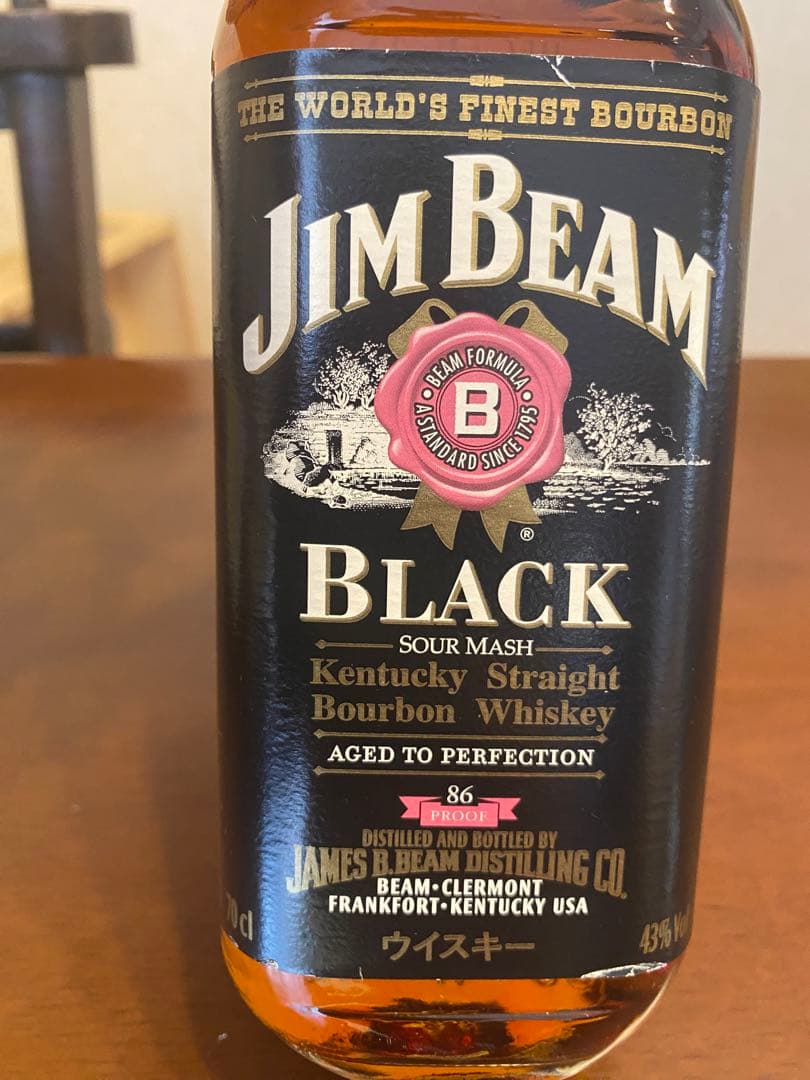 THE WORLD'S FINEST BOURBON
JIM BEAM
BEAM FORMULA
B
A STANDARD SINCE 1795
®
BLACK
SOUR MASH
Kentucky Straight
Bourbon Whiskey
AGED TO PERFECTION
86
PROOF
DISTILLED AND BOTTLED BY
JAMES B. BEAM DISTILLING CO.
BEAM·CLERMONT
FRANKFORT·KENTUCKY USA
70 cl
ウイスキー
43% Vol